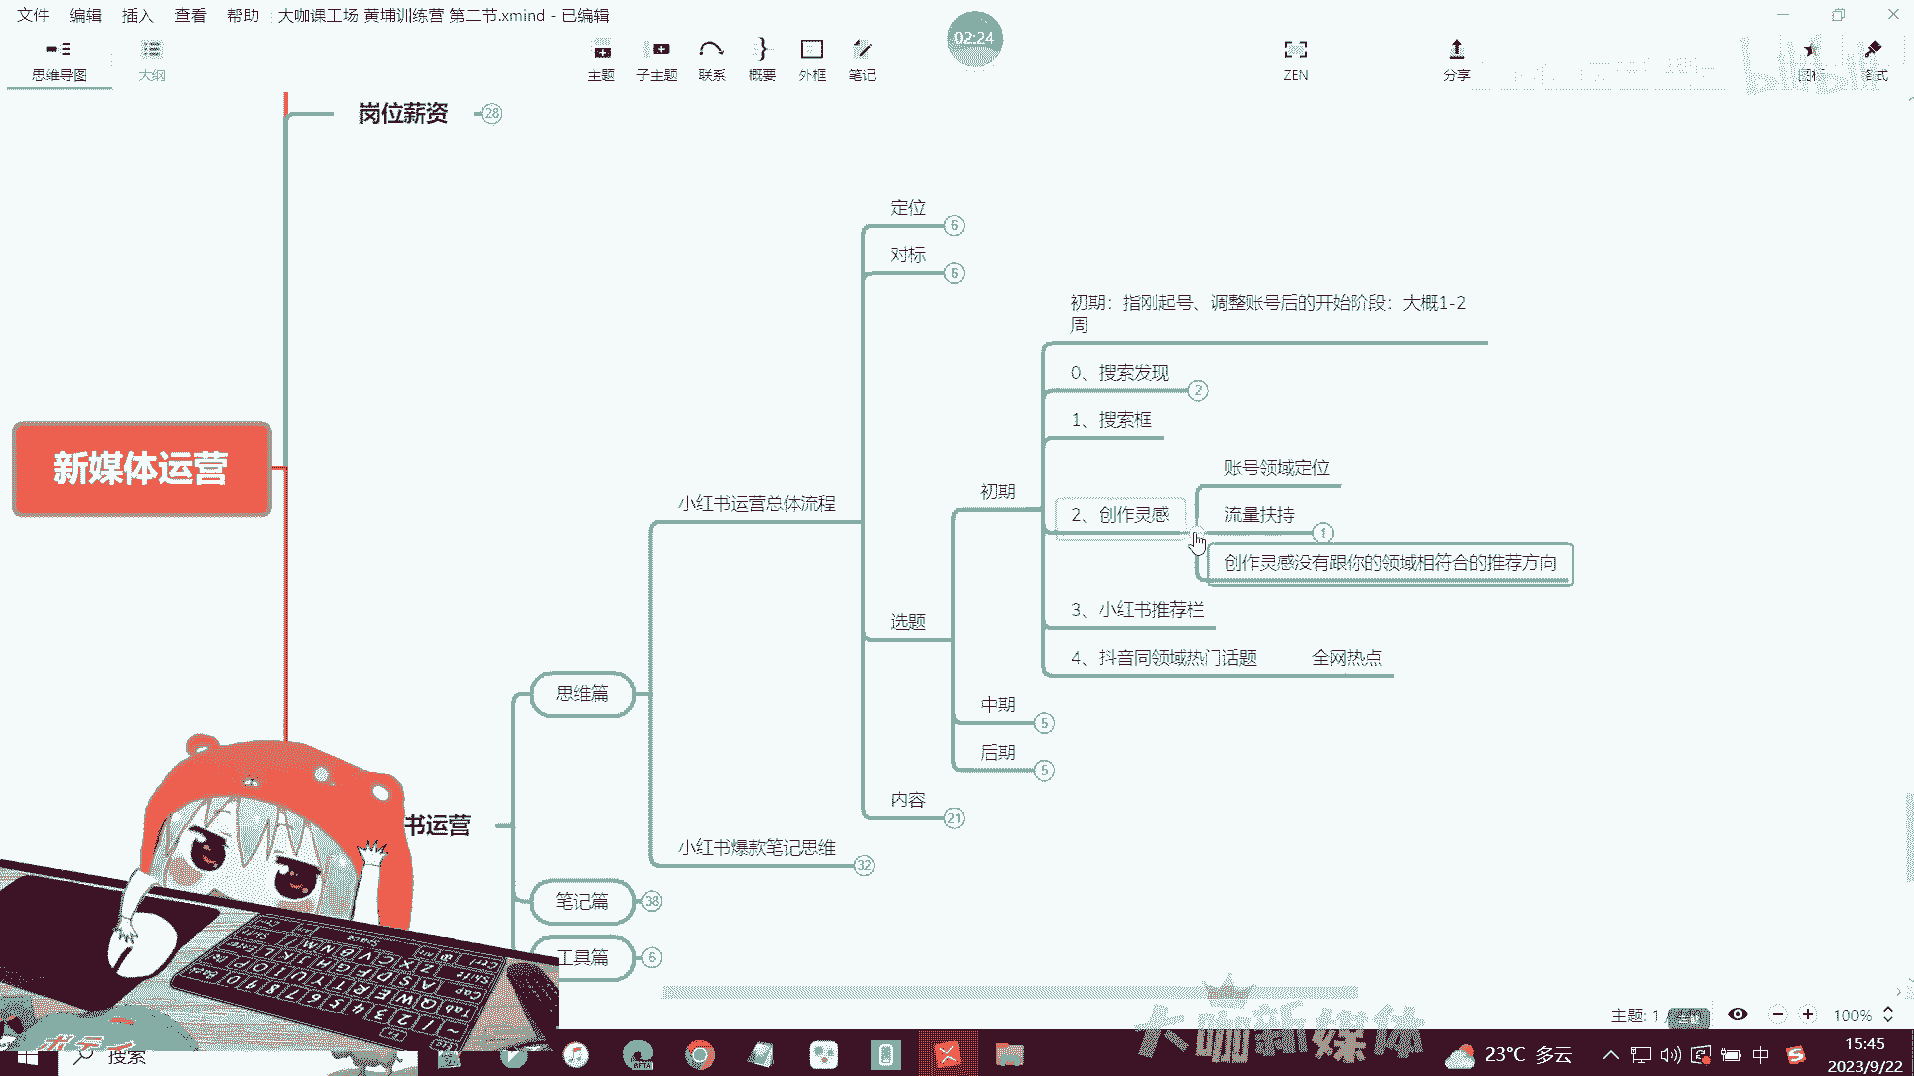 文件 编辑 插入 查看 帮助 大咖课工场 黄埔训练营 第二节.xmind - 已编辑
02:24
思维导图 大纲 主题 子主题 联系 概要 外框 笔记 ZEN 分享
岗位薪资 28
定位 6
对标 6
初期：指刚起号、调整账号后的开始阶段：大概1-2
周
0、搜索发现 2
1、搜索框
账号领域定位
新媒体运营
初期
小红书运营总体流程
2、创作灵感
流量扶持 1
创作灵感没有跟你的领域相符合的推荐方向
3、小红书推荐栏
选题
4、抖音同领域热门话题 全网热点
思维篇
中期 5
后期 5
内容 21
书运营
小红书爆款笔记思维 32
笔记篇 38
工具篇 6
大咖新媒体
主题: 1
100%
搜索
23°C 多云
中
15:45
2023/9/22